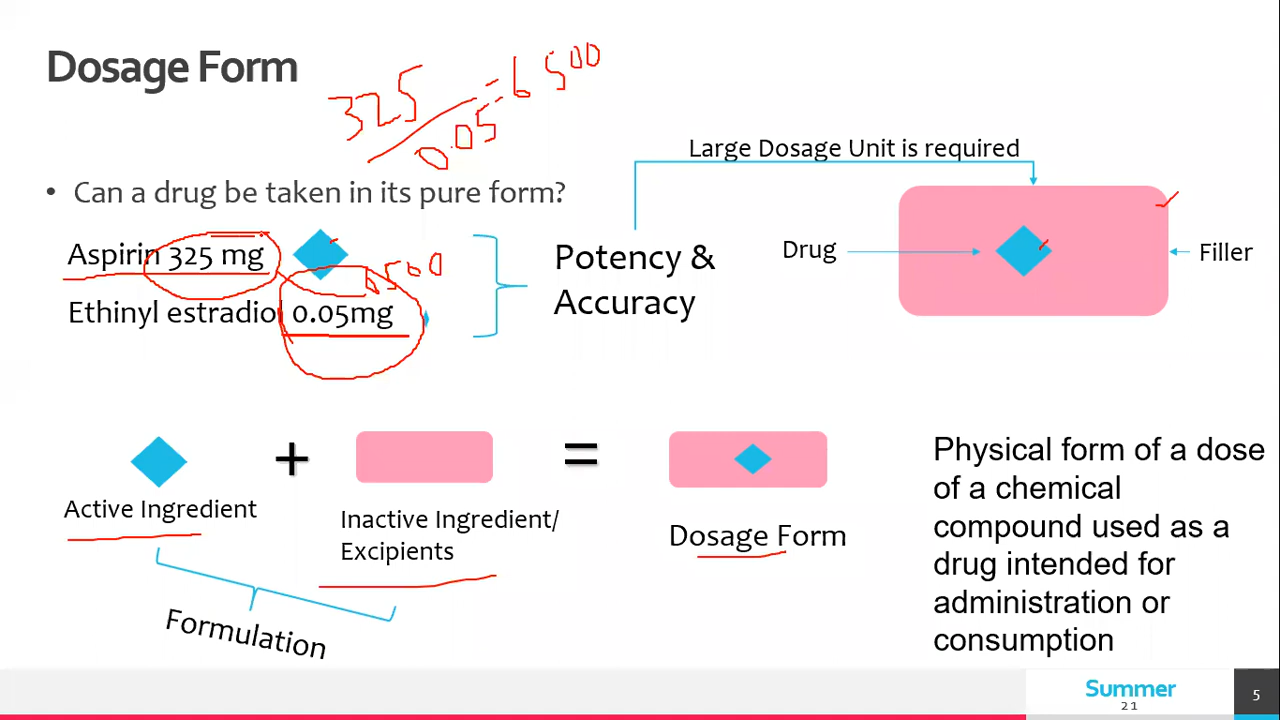 Dosage Form
325
0.05
=6500
Large Dosage Unit is required
• Can a drug be taken in its pure form?
Aspirin 325 mg
6500
Ethinyl estradiol 0.05mg
Potency &
Accuracy
Drug
Filler
+
=
Active Ingredient
Inactive Ingredient/
Excipients
Dosage Form
Formulation
Physical form of a dose
of a chemical
compound used as a
drug intended for
administration or
consumption
Summer
21
5